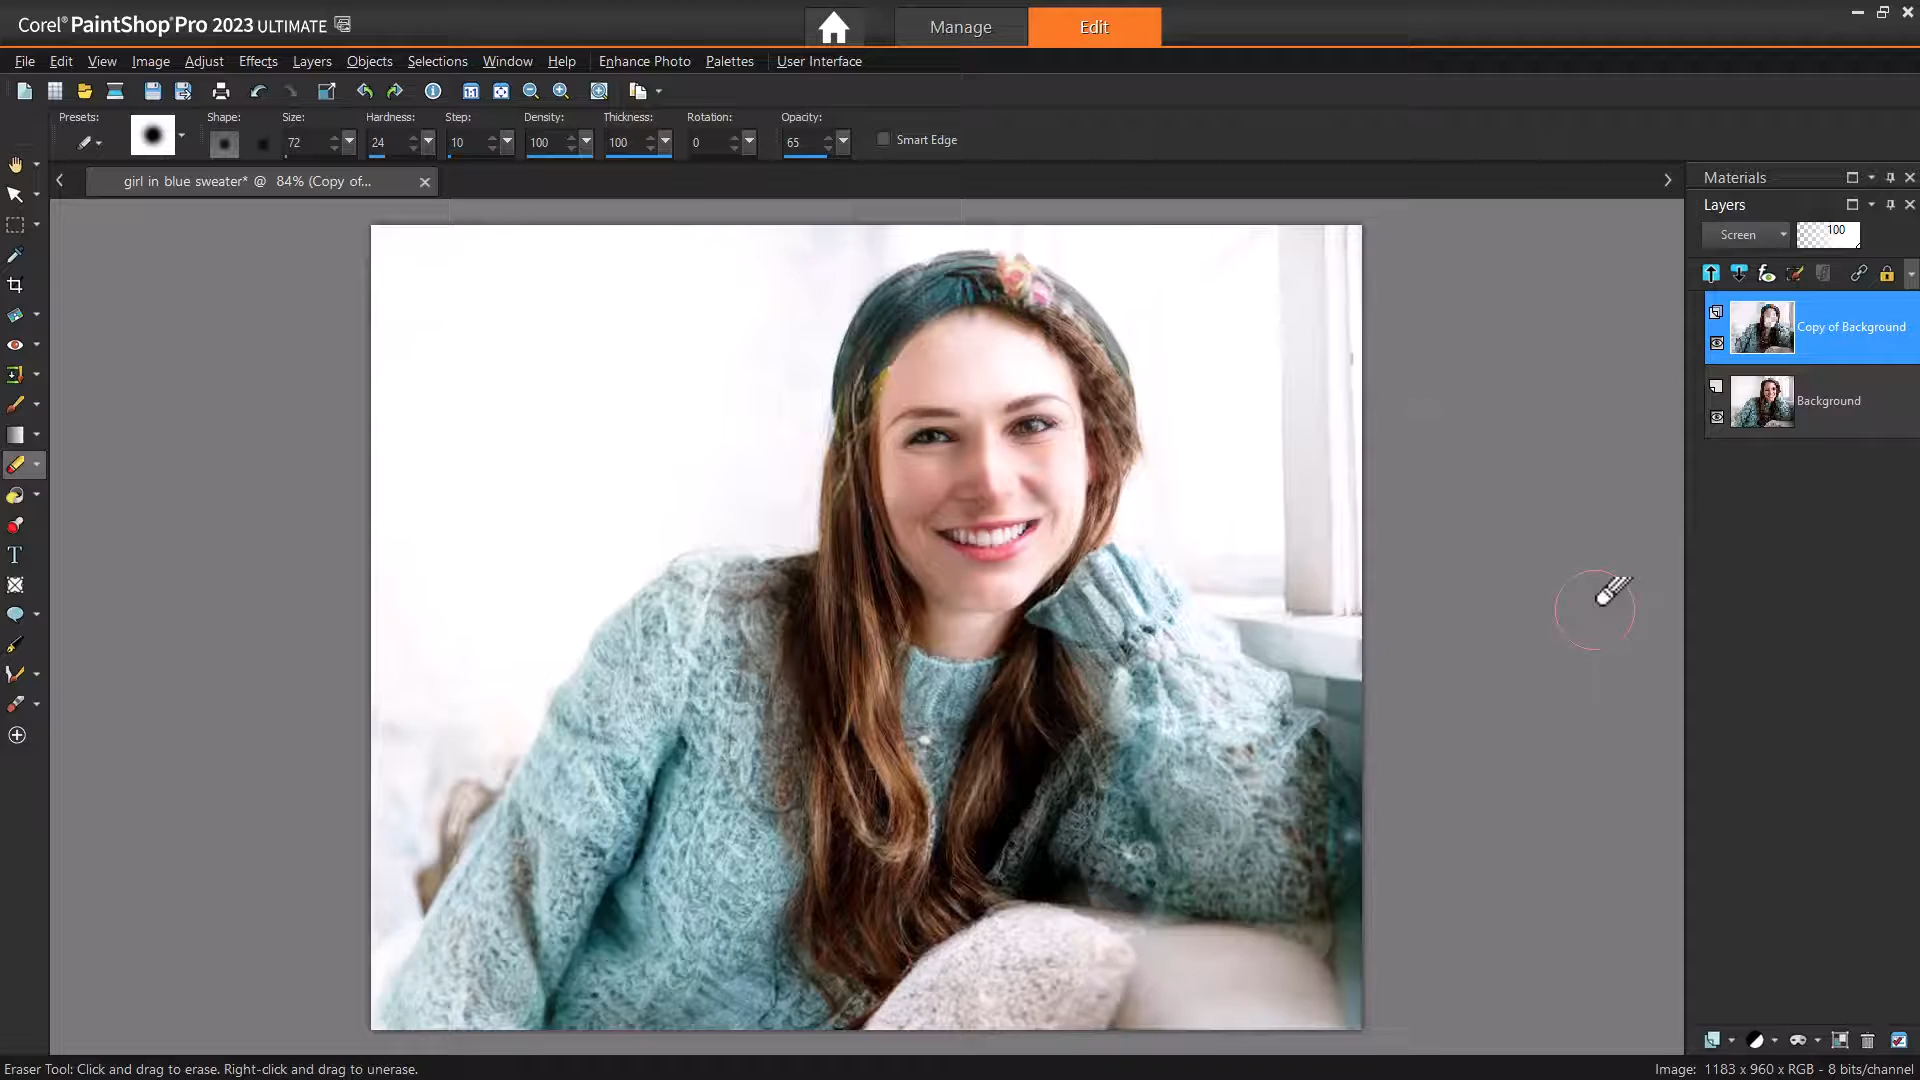 Corel® PaintShop® Pro 2023 ULTIMATE
Manage
Edit
File Edit View Image Adjust Effects Layers Objects Selections Window Help Enhance Photo Palettes User Interface
1:1
Presets: Shape: Size: Hardness: Step: Density: Thickness: Rotation: Opacity:
72 24 10 100 100 0 65 Smart Edge
girl in blue sweater* @ 84% (Copy of...
Materials
Layers
Screen 100
Copy of Background
Background
T
Eraser Tool: Click and drag to erase. Right-click and drag to unerase.
Image: 1183 x 960 x RGB - 8 bits/channel